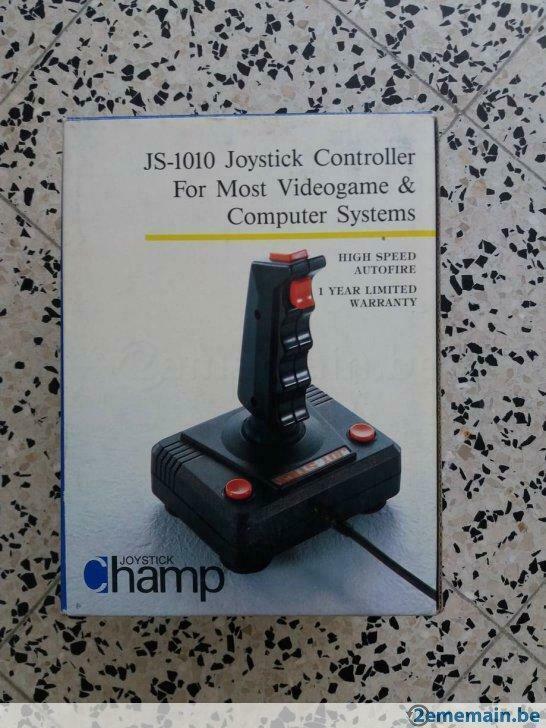 JS-1010 Joystick Controller
For Most Videogame &
Computer Systems
HIGH SPEED
AUTOFIRE
1 YEAR LIMITED
WARRANTY
JOYSTICK
Champ
2ememain.be